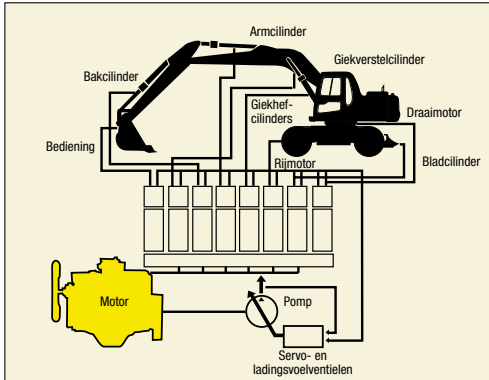 Armcilinder
Bakcilinder
Giekverstelcilinder
Giekhef-
cilinders
Draaimotor
Bediening
Rijmotor
Bladcilinder
Motor
Pomp
Servo- en
ladingsvoelventielen